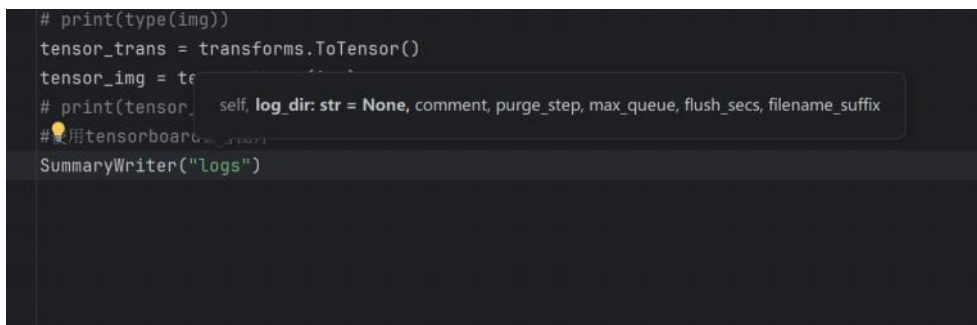 # print(type(img))
tensor_trans = transforms.ToTensor()
tensor_img = te
# print(tensor_
self, log_dir: str = None, comment, purge_step, max_queue, flush_secs, filename_suffix
#使用tensorboard
SummaryWriter("logs")